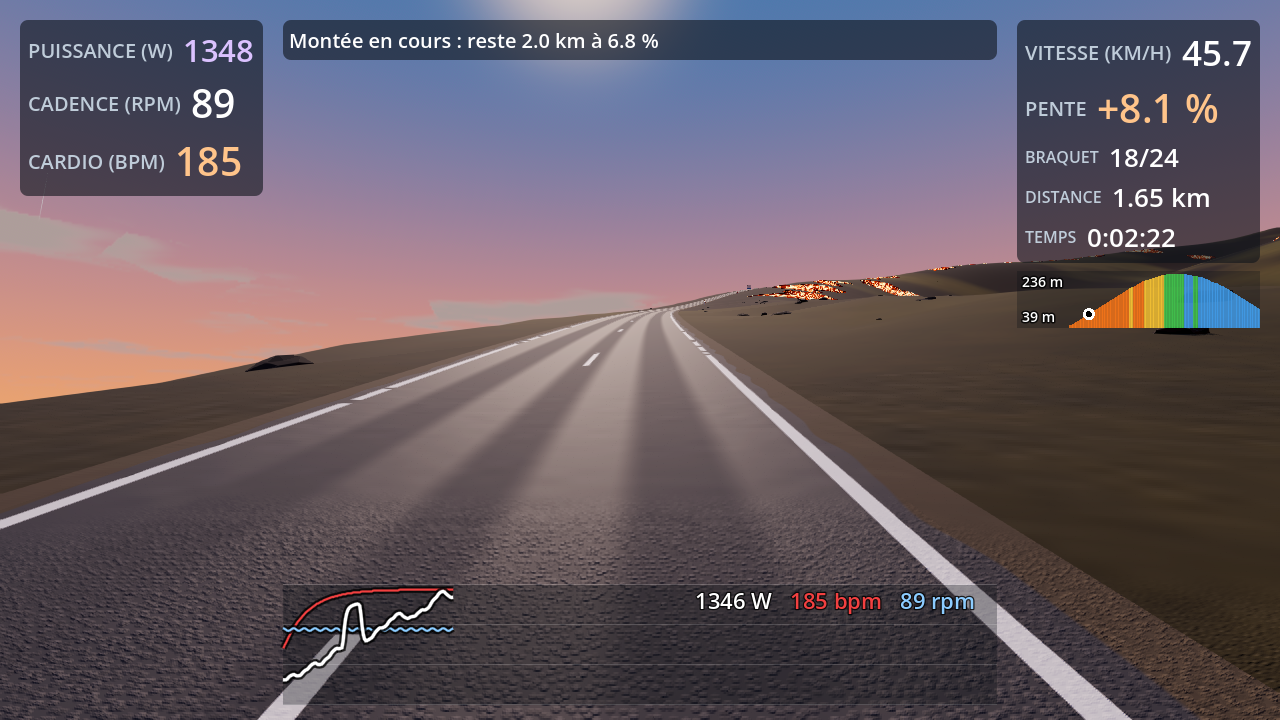 PUISSANCE (W) 1348
CADENCE (RPM) 89
CARDIO (BPM) 185
Montée en cours : reste 2.0 km à 6.8 %
VITESSE (KM/H) 45.7
PENTE +8.1 %
BRAQUET 18/24
DISTANCE 1.65 km
TEMPS 0:02:22
236 m
39 m
1346 W 185 bpm 89 rpm